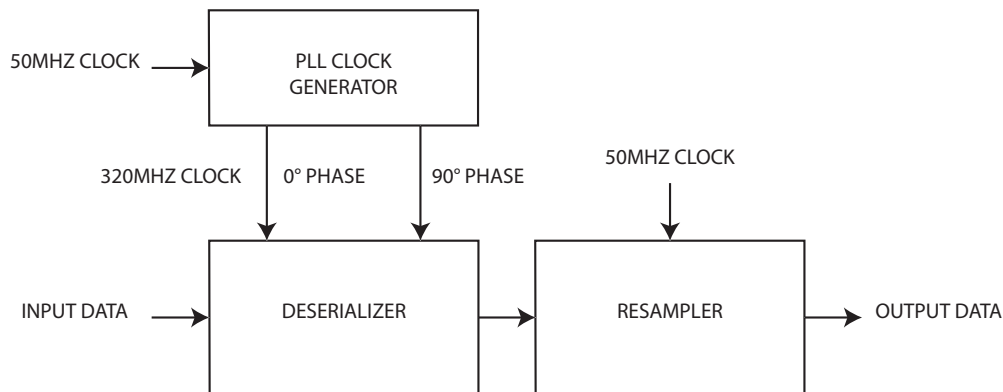 50MHZ CLOCK
PLL CLOCK
GENERATOR
320MHZ CLOCK
0° PHASE
90° PHASE
50MHZ CLOCK
INPUT DATA
DESERIALIZER
RESAMPLER
OUTPUT DATA